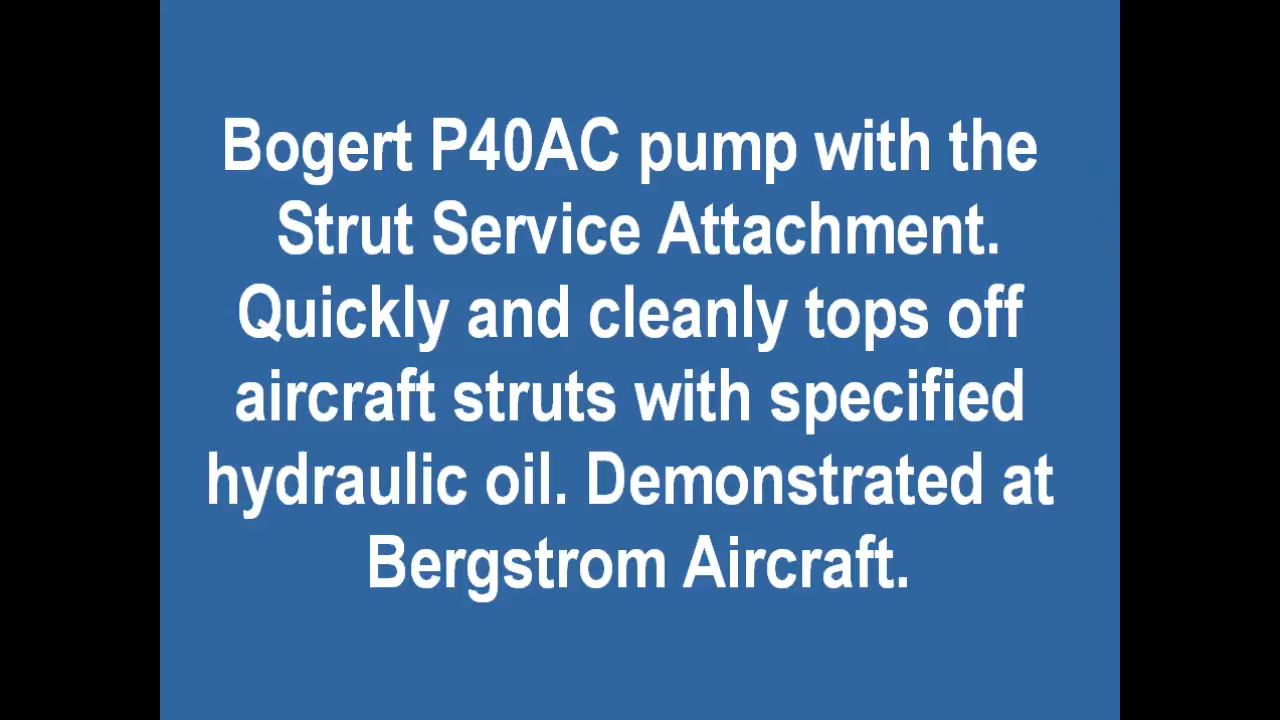 Bogert P40AC pump with the
Strut Service Attachment.
Quickly and cleanly tops off
aircraft struts with specified
hydraulic oil. Demonstrated at
Bergstrom Aircraft.